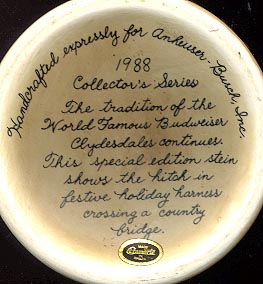 Handcrafted expressly for Anheuser-Busch, Inc.
1988
Collector's Series
The tradition of the
World Famous Budweiser
Clydesdales continues.
This special edition stein
shows the hitch in
festive holiday harness
crossing a country
bridge.